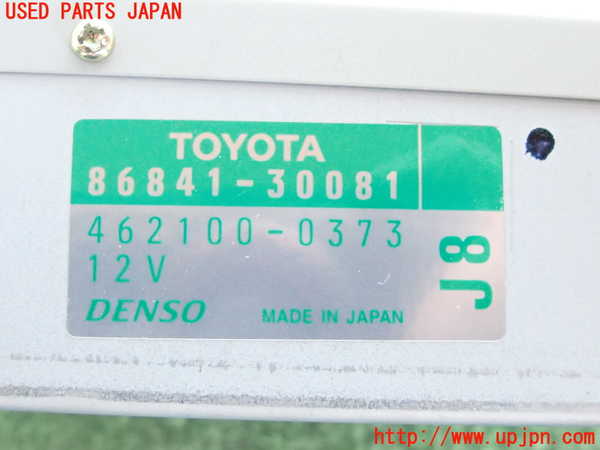 USED PARTS JAPAN
TOYOTA
86841-30081
462100-0373
12V
J8
DENSO
MADE IN JAPAN
http://www.upjpn.com/